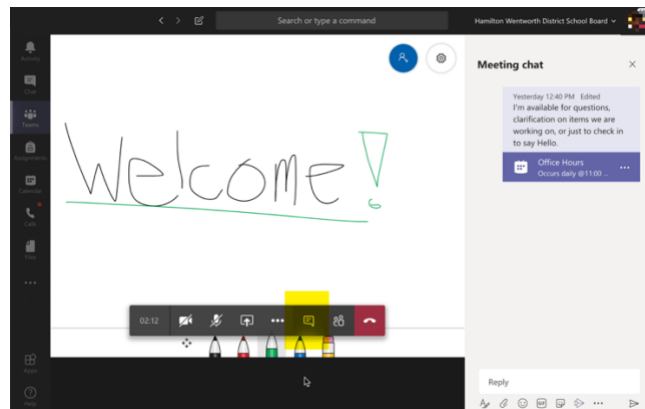 Search or type a command
Hamilton Wentworth District School Board
Activity
Chat
Teams
Assignments
Calendar
Calls
Files
Apps
Help
Welcome!
02:12
Meeting chat
Yesterday 12:40 PM Edited
I'm available for questions,
clarification on items we are
working on, or just to check in
to say Hello.
Office Hours
Occurs daily @11:00 ...
Reply
GIF